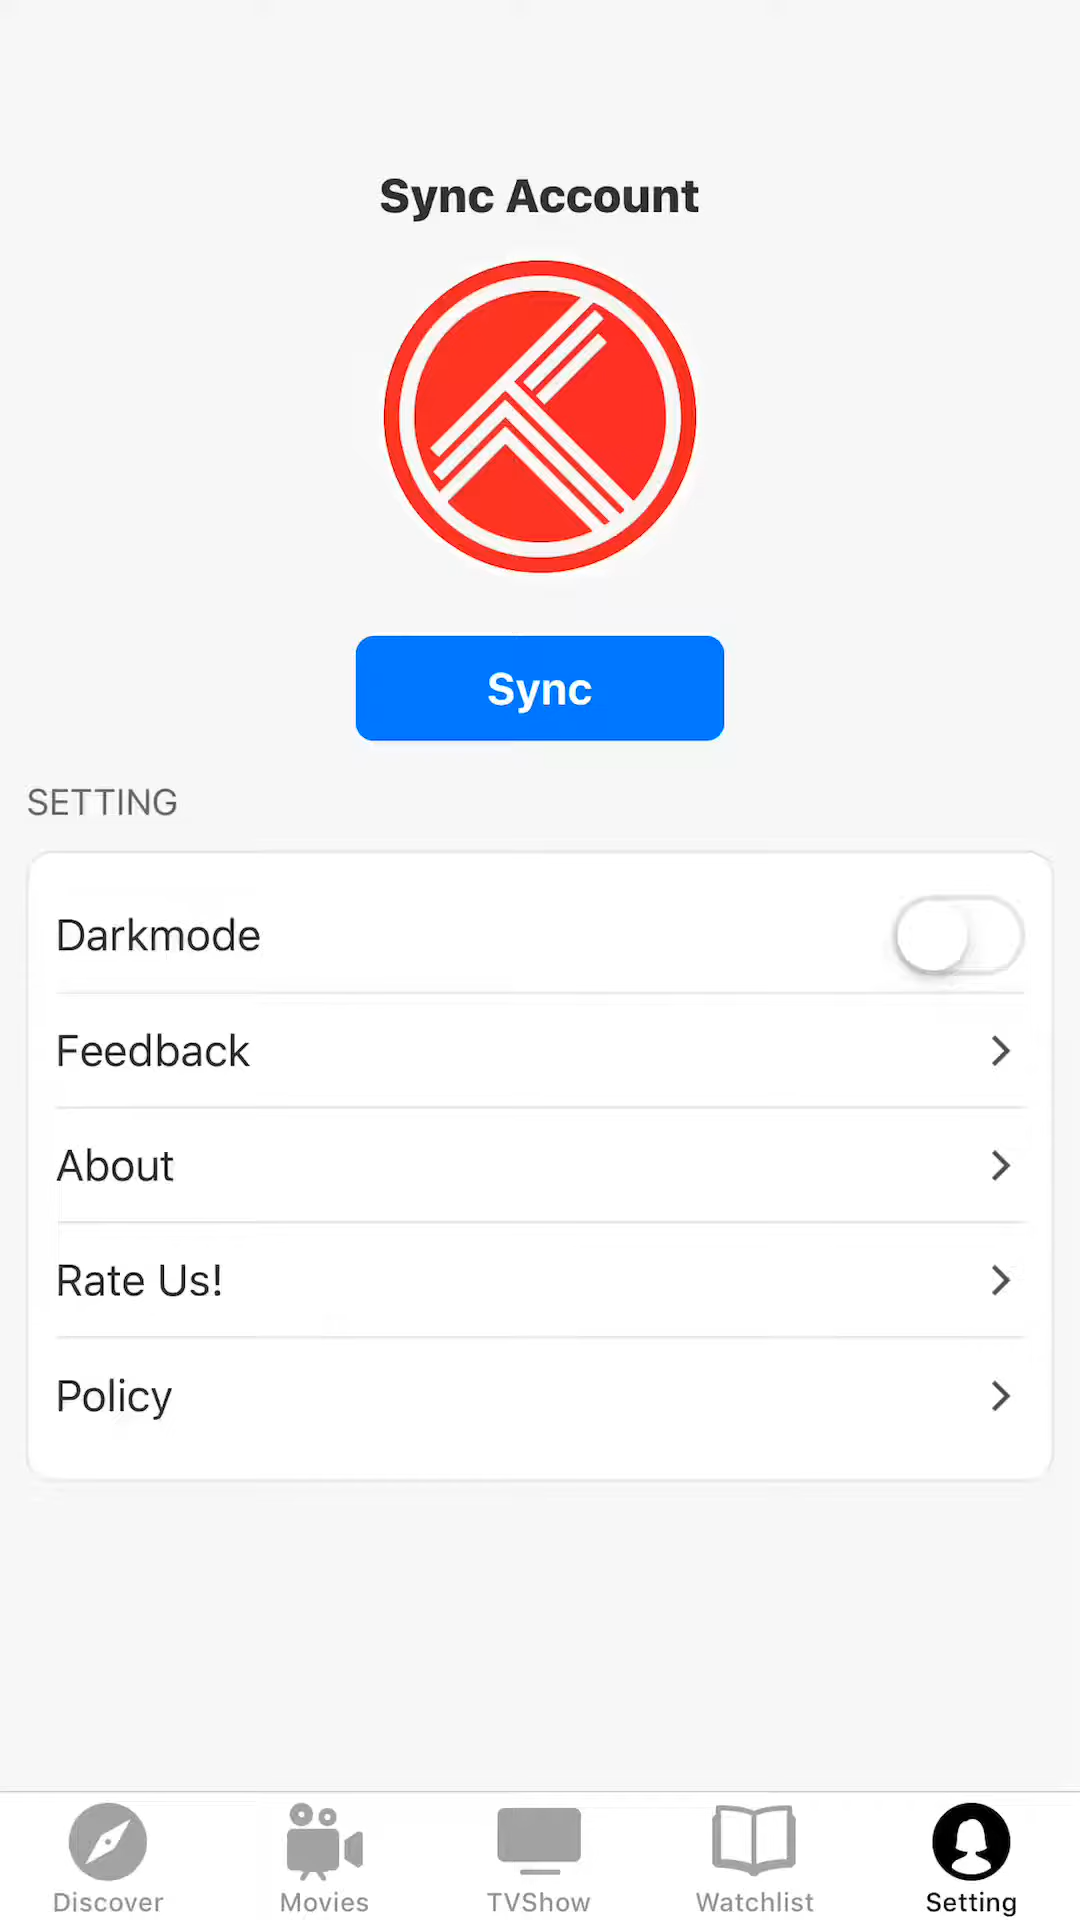 Sync Account
Sync
SETTING
Darkmode
Feedback
About
Rate Us!
Policy
Discover
Movies
TVShow
Watchlist
Setting